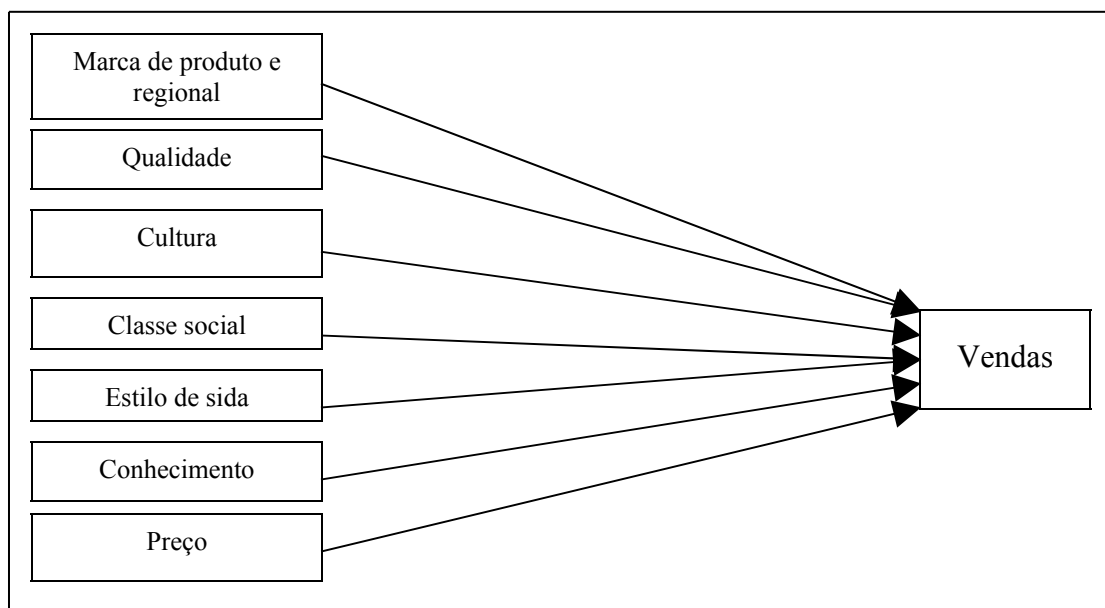 Marca de produto e
regional
Qualidade
Cultura
Classe social
Estilo de sida
Conhecimento
Preço
Vendas